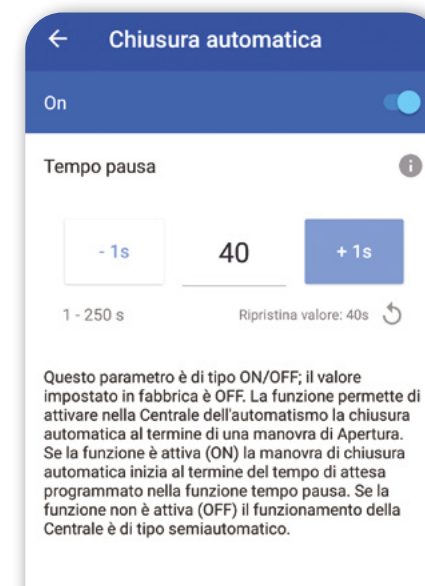 Chiusura automatica
On
Tempo pausa
- 1s
40
+ 1s
1 - 250 s
Ripristina valore: 40s
Questo parametro è di tipo ON/OFF; il valore
impostato in fabbrica è OFF. La funzione permette di
attivare nella Centrale dell'automatismo la chiusura
automatica al termine di una manovra di Apertura.
Se la funzione è attiva (ON) la manovra di chiusura
automatica inizia al termine del tempo di attesa
programmato nella funzione tempo pausa. Se la
funzione non è attiva (OFF) il funzionamento della
Centrale è di tipo semiautomatico.